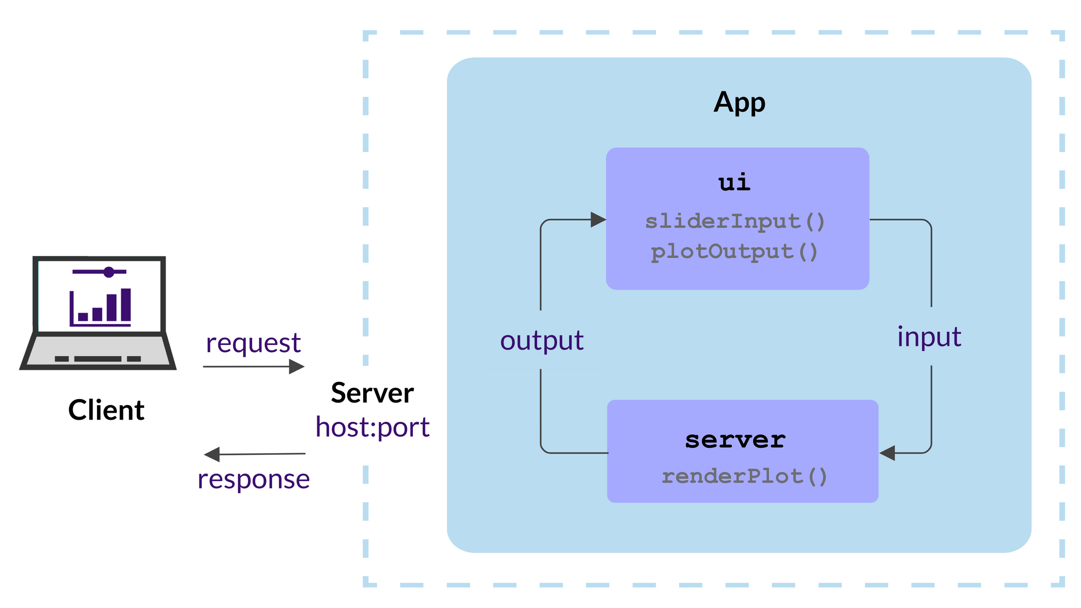 App
ui
sliderInput()
plotOutput()
output
input
request
Server
host:port
Client
response
server
renderPlot()